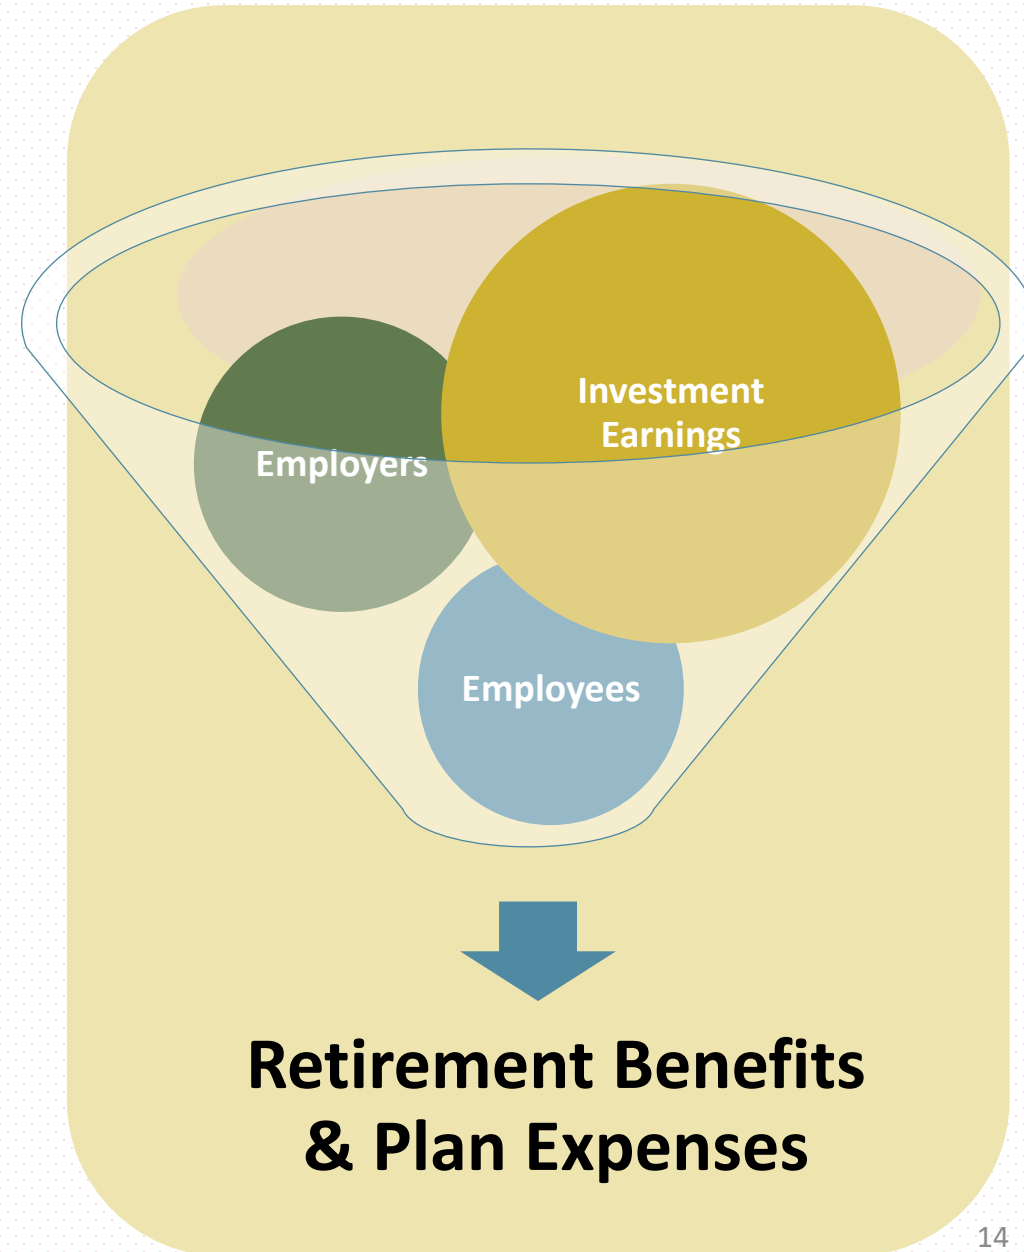 Investment
Earnings
Employers
Employees
Retirement Benefits
& Plan Expenses
14